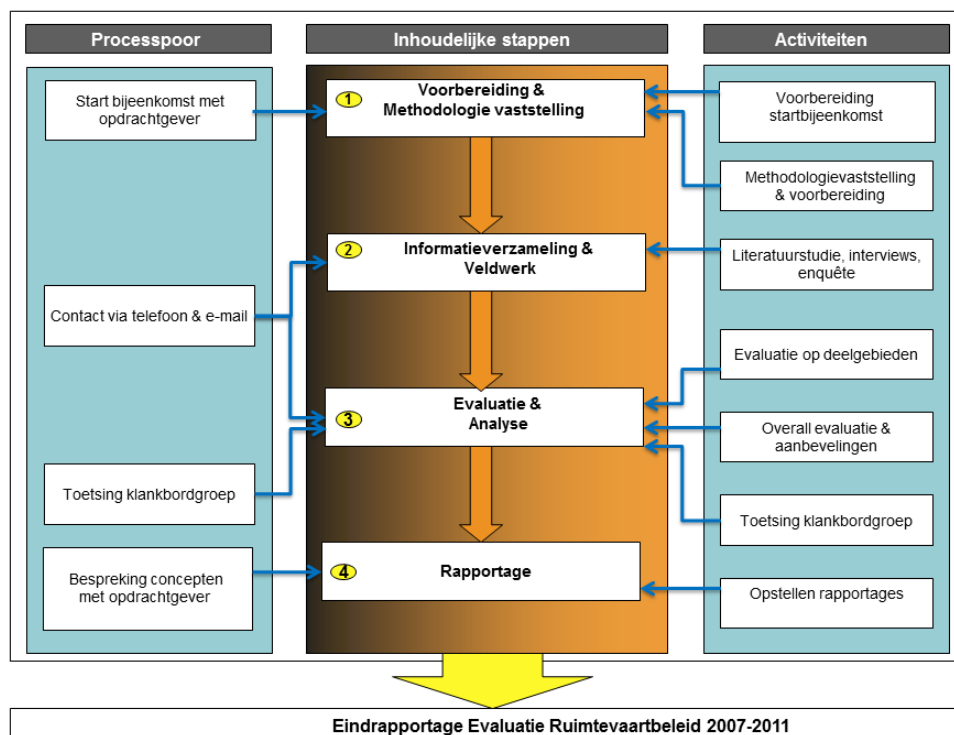 Processpoor
Inhoudelijke stappen
Activiteiten
Start bijeenkomst met
opdrachtgever
Contact via telefoon & e-mail
Toetsing klankbordgroep
Bespreking concepten
met opdrachtgever
1
Voorbereiding &
Methodologie vaststelling
2
Informatieverzameling &
Veldwerk
3
Evaluatie &
Analyse
4
Rapportage
Voorbereiding
startbijeenkomst
Methodologievaststelling
& voorbereiding
Literatuurstudie, interviews,
enquête
Evaluatie op deelgebieden
Overall evaluatie &
aanbevelingen
Toetsing klankbordgroep
Opstellen rapportages
Eindrapportage Evaluatie Ruimtevaartbeleid 2007-2011